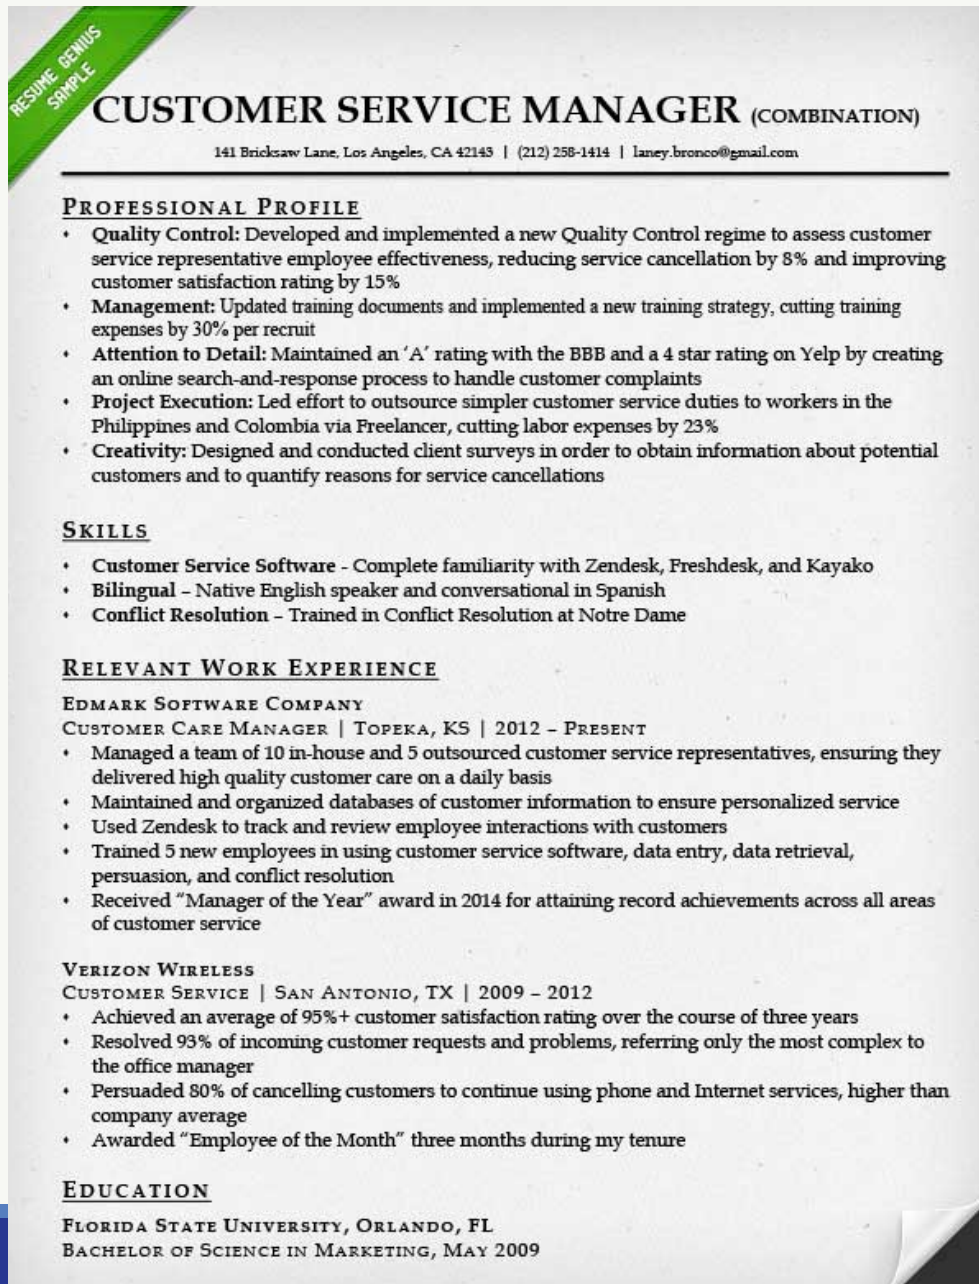 RESUME GENIUS
SAMPLE
CUSTOMER SERVICE MANAGER (COMBINATION)
141 Bricksaw Lane, Los Angeles, CA 42143 | (212) 258-1414 | laney.bronco@gmail.com
PROFESSIONAL PROFILE
• Quality Control: Developed and implemented a new Quality Control regime to assess customer
service representative employee effectiveness, reducing service cancellation by 8% and improving
customer satisfaction rating by 15%
• Management: Updated training documents and implemented a new training strategy, cutting training
expenses by 30% per recruit
• Attention to Detail: Maintained an ‘A’ rating with the BBB and a 4 star rating on Yelp by creating
an online search-and-response process to handle customer complaints
• Project Execution: Led effort to outsource simpler customer service duties to workers in the
Philippines and Colombia via Freelancer, cutting labor expenses by 23%
• Creativity: Designed and conducted client surveys in order to obtain information about potential
customers and to quantify reasons for service cancellations
SKILLS
• Customer Service Software - Complete familiarity with Zendesk, Freshdesk, and Kayako
• Bilingual – Native English speaker and conversational in Spanish
• Conflict Resolution – Trained in Conflict Resolution at Notre Dame
RELEVANT WORK EXPERIENCE
EDMARK SOFTWARE COMPANY
CUSTOMER CARE MANAGER | TOPEKA, KS | 2012 – PRESENT
• Managed a team of 10 in-house and 5 outsourced customer service representatives, ensuring they
delivered high quality customer care on a daily basis
• Maintained and organized databases of customer information to ensure personalized service
• Used Zendesk to track and review employee interactions with customers
• Trained 5 new employees in using customer service software, data entry, data retrieval,
persuasion, and conflict resolution
• Received “Manager of the Year” award in 2014 for attaining record achievements across all areas
of customer service
VERIZON WIRELESS
CUSTOMER SERVICE | SAN ANTONIO, TX | 2009 – 2012
• Achieved an average of 95%+ customer satisfaction rating over the course of three years
• Resolved 93% of incoming customer requests and problems, referring only the most complex to
the office manager
• Persuaded 80% of cancelling customers to continue using phone and Internet services, higher than
company average
• Awarded “Employee of the Month” three months during my tenure
EDUCATION
FLORIDA STATE UNIVERSITY, ORLANDO, FL
BACHELOR OF SCIENCE IN MARKETING, MAY 2009